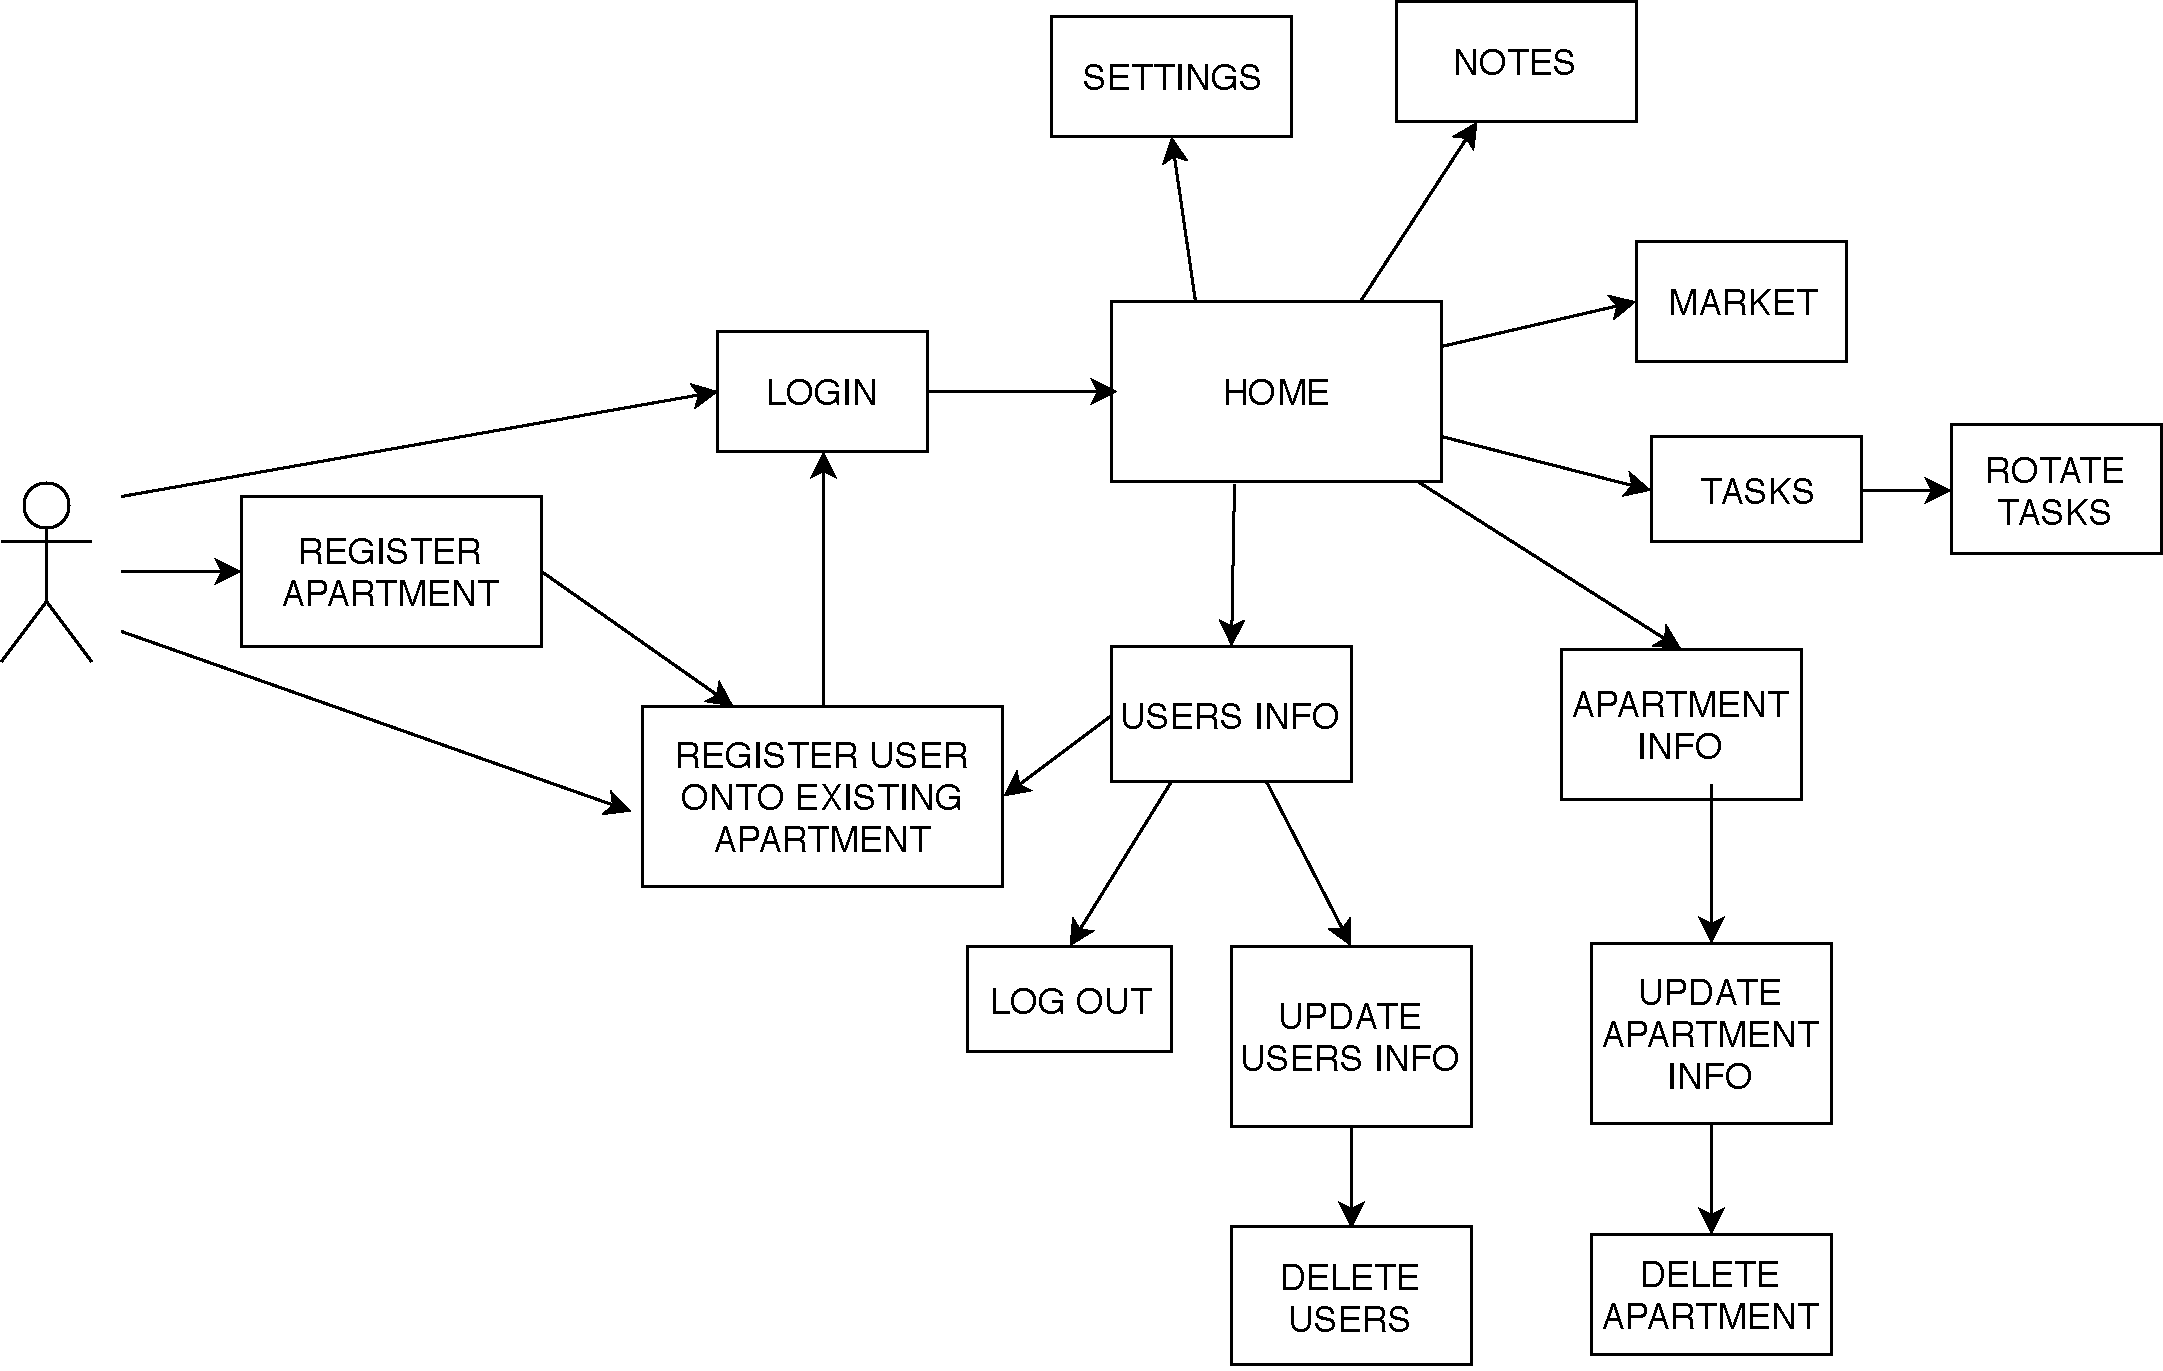 SETTINGS
NOTES
MARKET
LOGIN
HOME
TASKS
ROTATE
TASKS
REGISTER
APARTMENT
USERS INFO
APARTMENT
INFO
REGISTER USER
ONTO EXISTING
APARTMENT
LOG OUT
UPDATE
USERS INFO
UPDATE
APARTMENT
INFO
DELETE
USERS
DELETE
APARTMENT